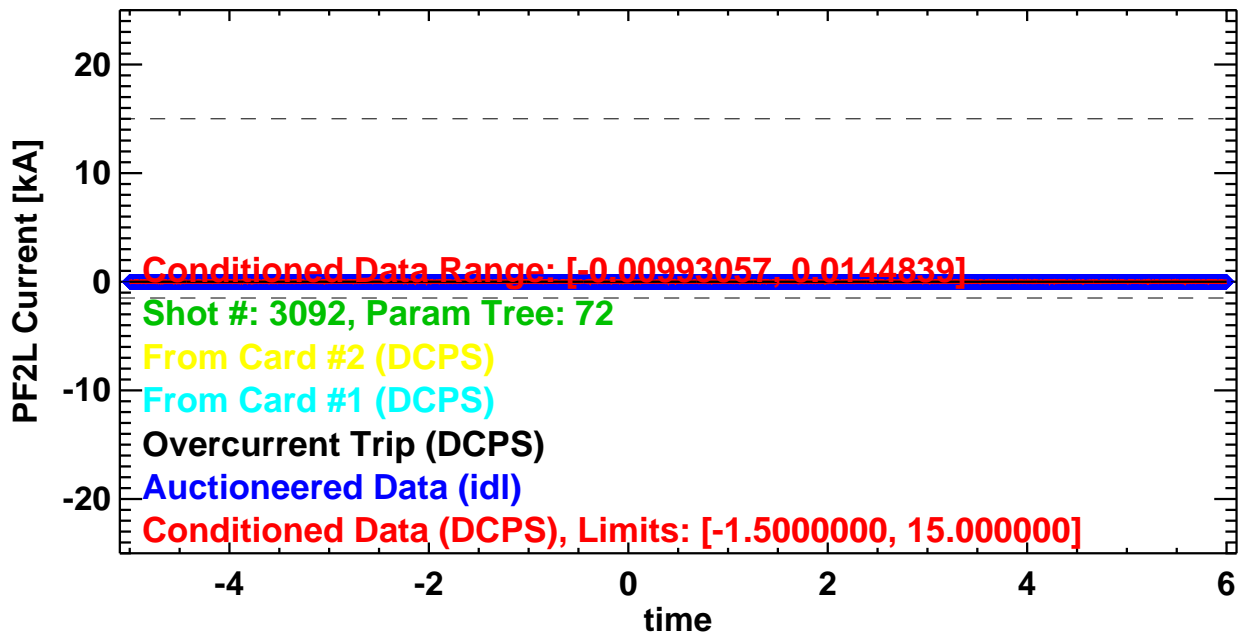 PF2L Current [kA]
20
10
0
-10
-20
Conditioned Data Range: [-0.00993057, 0.0144839]
Shot #: 3092, Param Tree: 72
From Card #2 (DCPS)
From Card #1 (DCPS)
Overcurrent Trip (DCPS)
Auctioneered Data (idl)
Conditioned Data (DCPS), Limits: [-1.5000000, 15.000000]
-4 -2 0 2 4 6
time